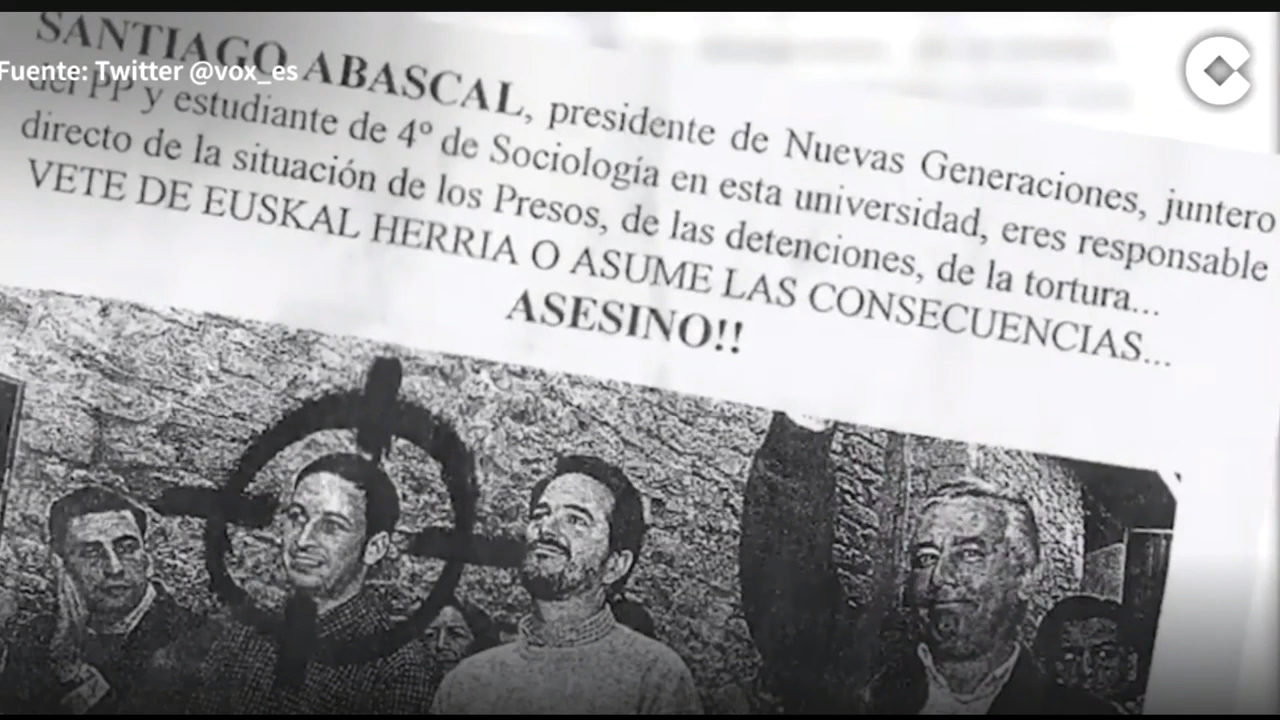 SANTIAGO ABASCAL, presidente de Nuevas Generaciones, juntero
del PP y estudiante de 4º de Sociología en esta universidad, eres responsable
directo de la situación de los Presos, de las detenciones, de la tortura...
VETE DE EUSKAL HERRIA O ASUME LAS CONSECUENCIAS...
ASESINO!!
Fuente: Twitter @vox_es